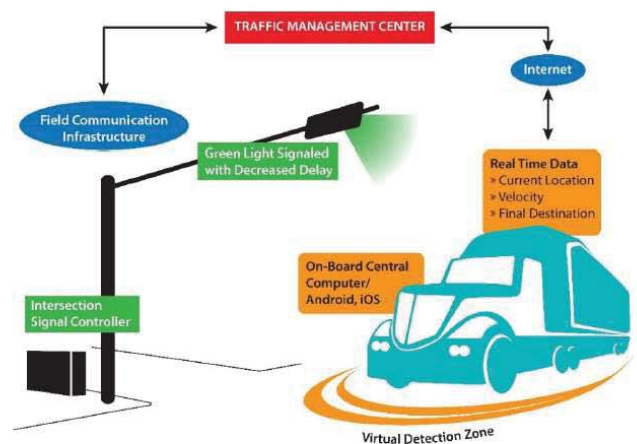 TRAFFIC MANAGEMENT CENTER
Internet
Field Communication
Infrastructure
Green Light Signaled
with Decreased Delay
Real Time Data
» Current Location
» Velocity
» Final Destination
On-Board Central
Computer/
Android, iOS
Intersection
Signal Controller
Virtual Detection Zone